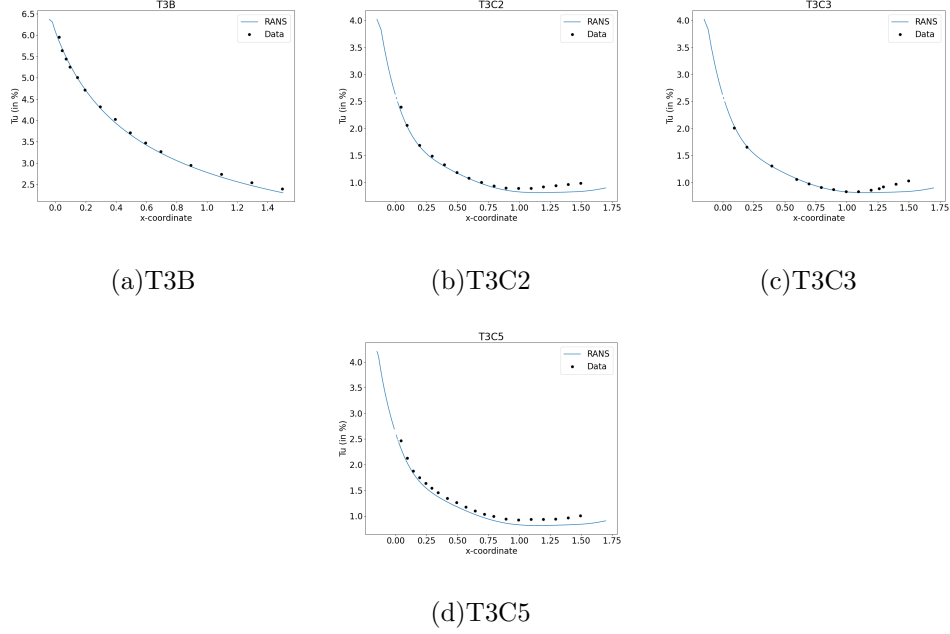 T3B
Tu (in %)
6.5
6.0
5.5
5.0
4.5
4.0
3.5
3.0
2.5
0.0 0.2 0.4 0.6 0.8 1.0 1.2 1.4
x-coordinate
RANS
Data
(a)T3B
T3C2
Tu (in %)
4.0
3.5
3.0
2.5
2.0
1.5
1.0
0.00 0.25 0.50 0.75 1.00 1.25 1.50 1.75
x-coordinate
RANS
Data
(b)T3C2
T3C3
Tu (in %)
4.0
3.5
3.0
2.5
2.0
1.5
1.0
0.00 0.25 0.50 0.75 1.00 1.25 1.50 1.75
x-coordinate
RANS
Data
(c)T3C3
T3C5
Tu (in %)
4.0
3.5
3.0
2.5
2.0
1.5
1.0
0.00 0.25 0.50 0.75 1.00 1.25 1.50 1.75
x-coordinate
RANS
Data
(d)T3C5